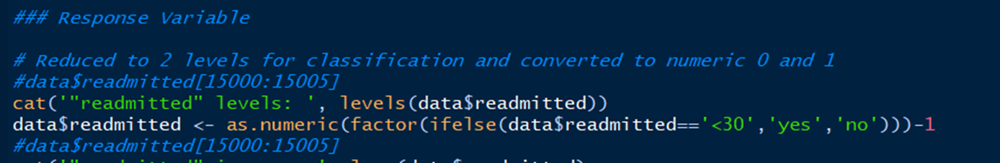 ### Response Variable
# Reduced to 2 levels for classification and converted to numeric 0 and 1
#data$readmitted[15000:15005]
cat('"readmitted" levels: ', levels(data$readmitted))
data$readmitted <- as.numeric(factor(ifelse(data$readmitted=='<30','yes','no')))-1
#data$readmitted[15000:15005]